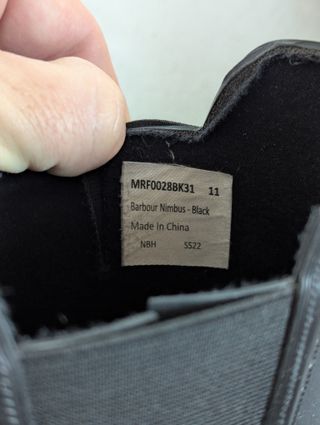 MRF0028BK31 11
Barbour Nimbus - Black
Made In China
NBH SS22